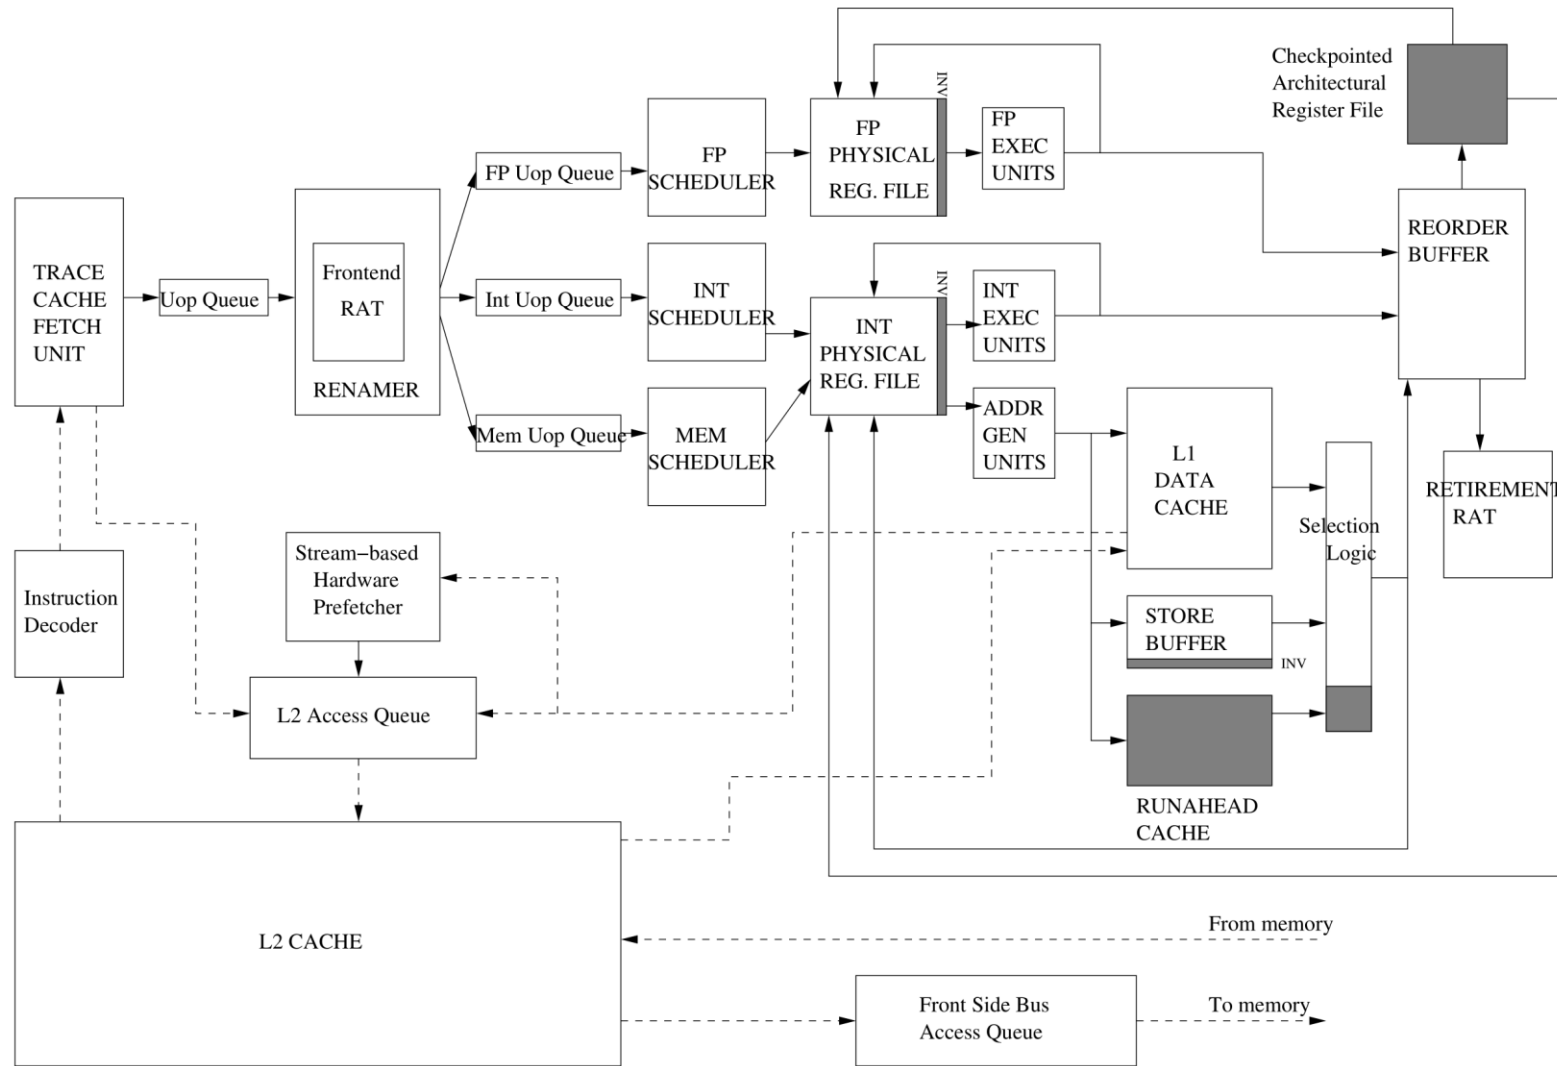 Checkpointed
Architectural
Register File
INV
FP
PHYSICAL
REG. FILE
FP
EXEC
UNITS
FP Uop Queue
FP
SCHEDULER
REORDER
BUFFER
TRACE
CACHE
FETCH
UNIT
Uop Queue
Frontend
RAT
RENAMER
Int Uop Queue
INT
SCHEDULER
INV
INT
PHYSICAL
REG. FILE
INT
EXEC
UNITS
Mem Uop Queue
MEM
SCHEDULER
ADDR
GEN
UNITS
L1
DATA
CACHE
Selection
Logic
RETIREMENT
RAT
Instruction
Decoder
Stream-based
Hardware
Prefetcher
STORE
BUFFER
INV
L2 Access Queue
RUNAHEAD
CACHE
L2 CACHE
From memory
Front Side Bus
Access Queue
To memory